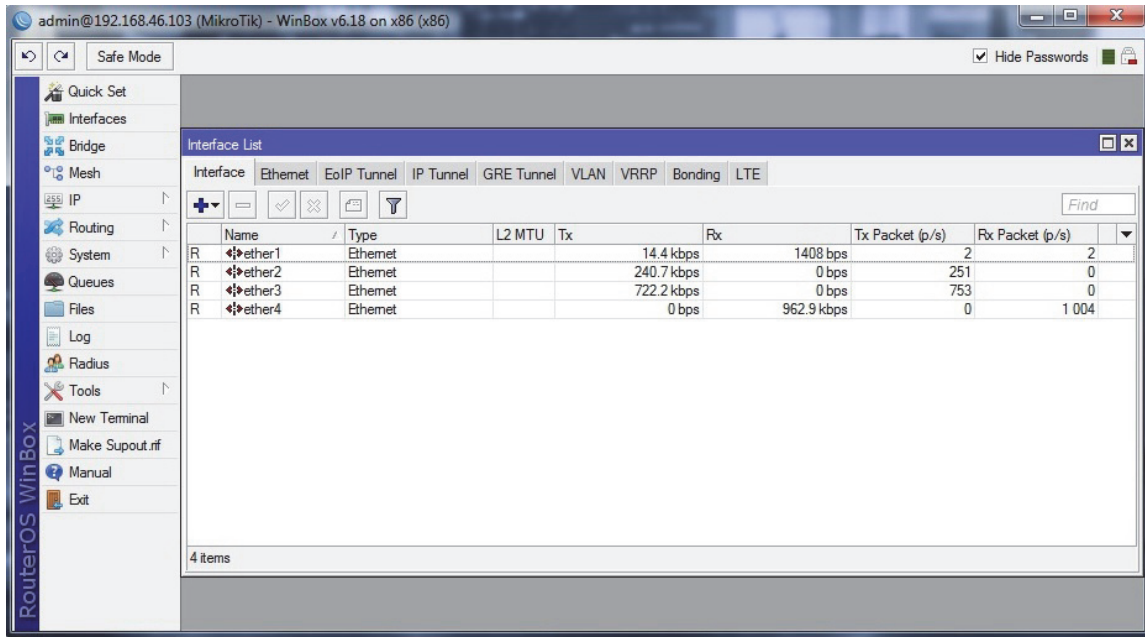 admin@192.168.46.103 (MikroTik) - WinBox v6.18 on x86 (x86)
Safe Mode
Hide Passwords
Quick Set
Interfaces
Bridge
Mesh
255 IP
Routing
System
Queues
Files
Log
Radius
Tools
New Terminal
Make Supout.rif
Manual
Exit
RouterOS WinBox
Interface List
Interface Ethernet EoIP Tunnel IP Tunnel GRE Tunnel VLAN VRRP Bonding LTE
Find
Name Type L2 MTU Tx Rx Tx Packet (p/s) Rx Packet (p/s)
R ether1 Ethernet 14.4 kbps 1408 bps 2 2
R ether2 Ethernet 240.7 kbps 0 bps 251 0
R ether3 Ethernet 722.2 kbps 0 bps 753 0
R ether4 Ethernet 0 bps 962.9 kbps 0 1 004
4 items